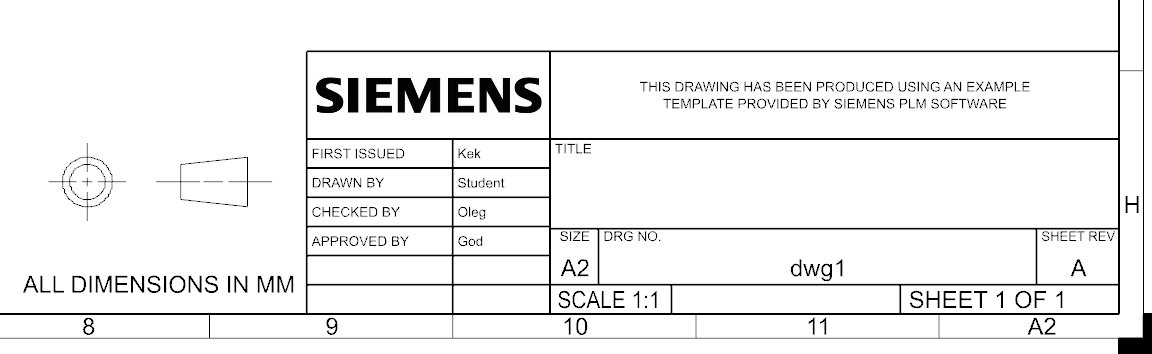 SIEMENS
THIS DRAWING HAS BEEN PRODUCED USING AN EXAMPLE
TEMPLATE PROVIDED BY SIEMENS PLM SOFTWARE
FIRST ISSUED Kek
DRAWN BY Student
CHECKED BY Oleg
APPROVED BY God
TITLE
SIZE DRG NO. SHEET REV
A2 dwg1 A
SCALE 1:1 SHEET 1 OF 1
ALL DIMENSIONS IN MM
H
8 9 10 11 A2